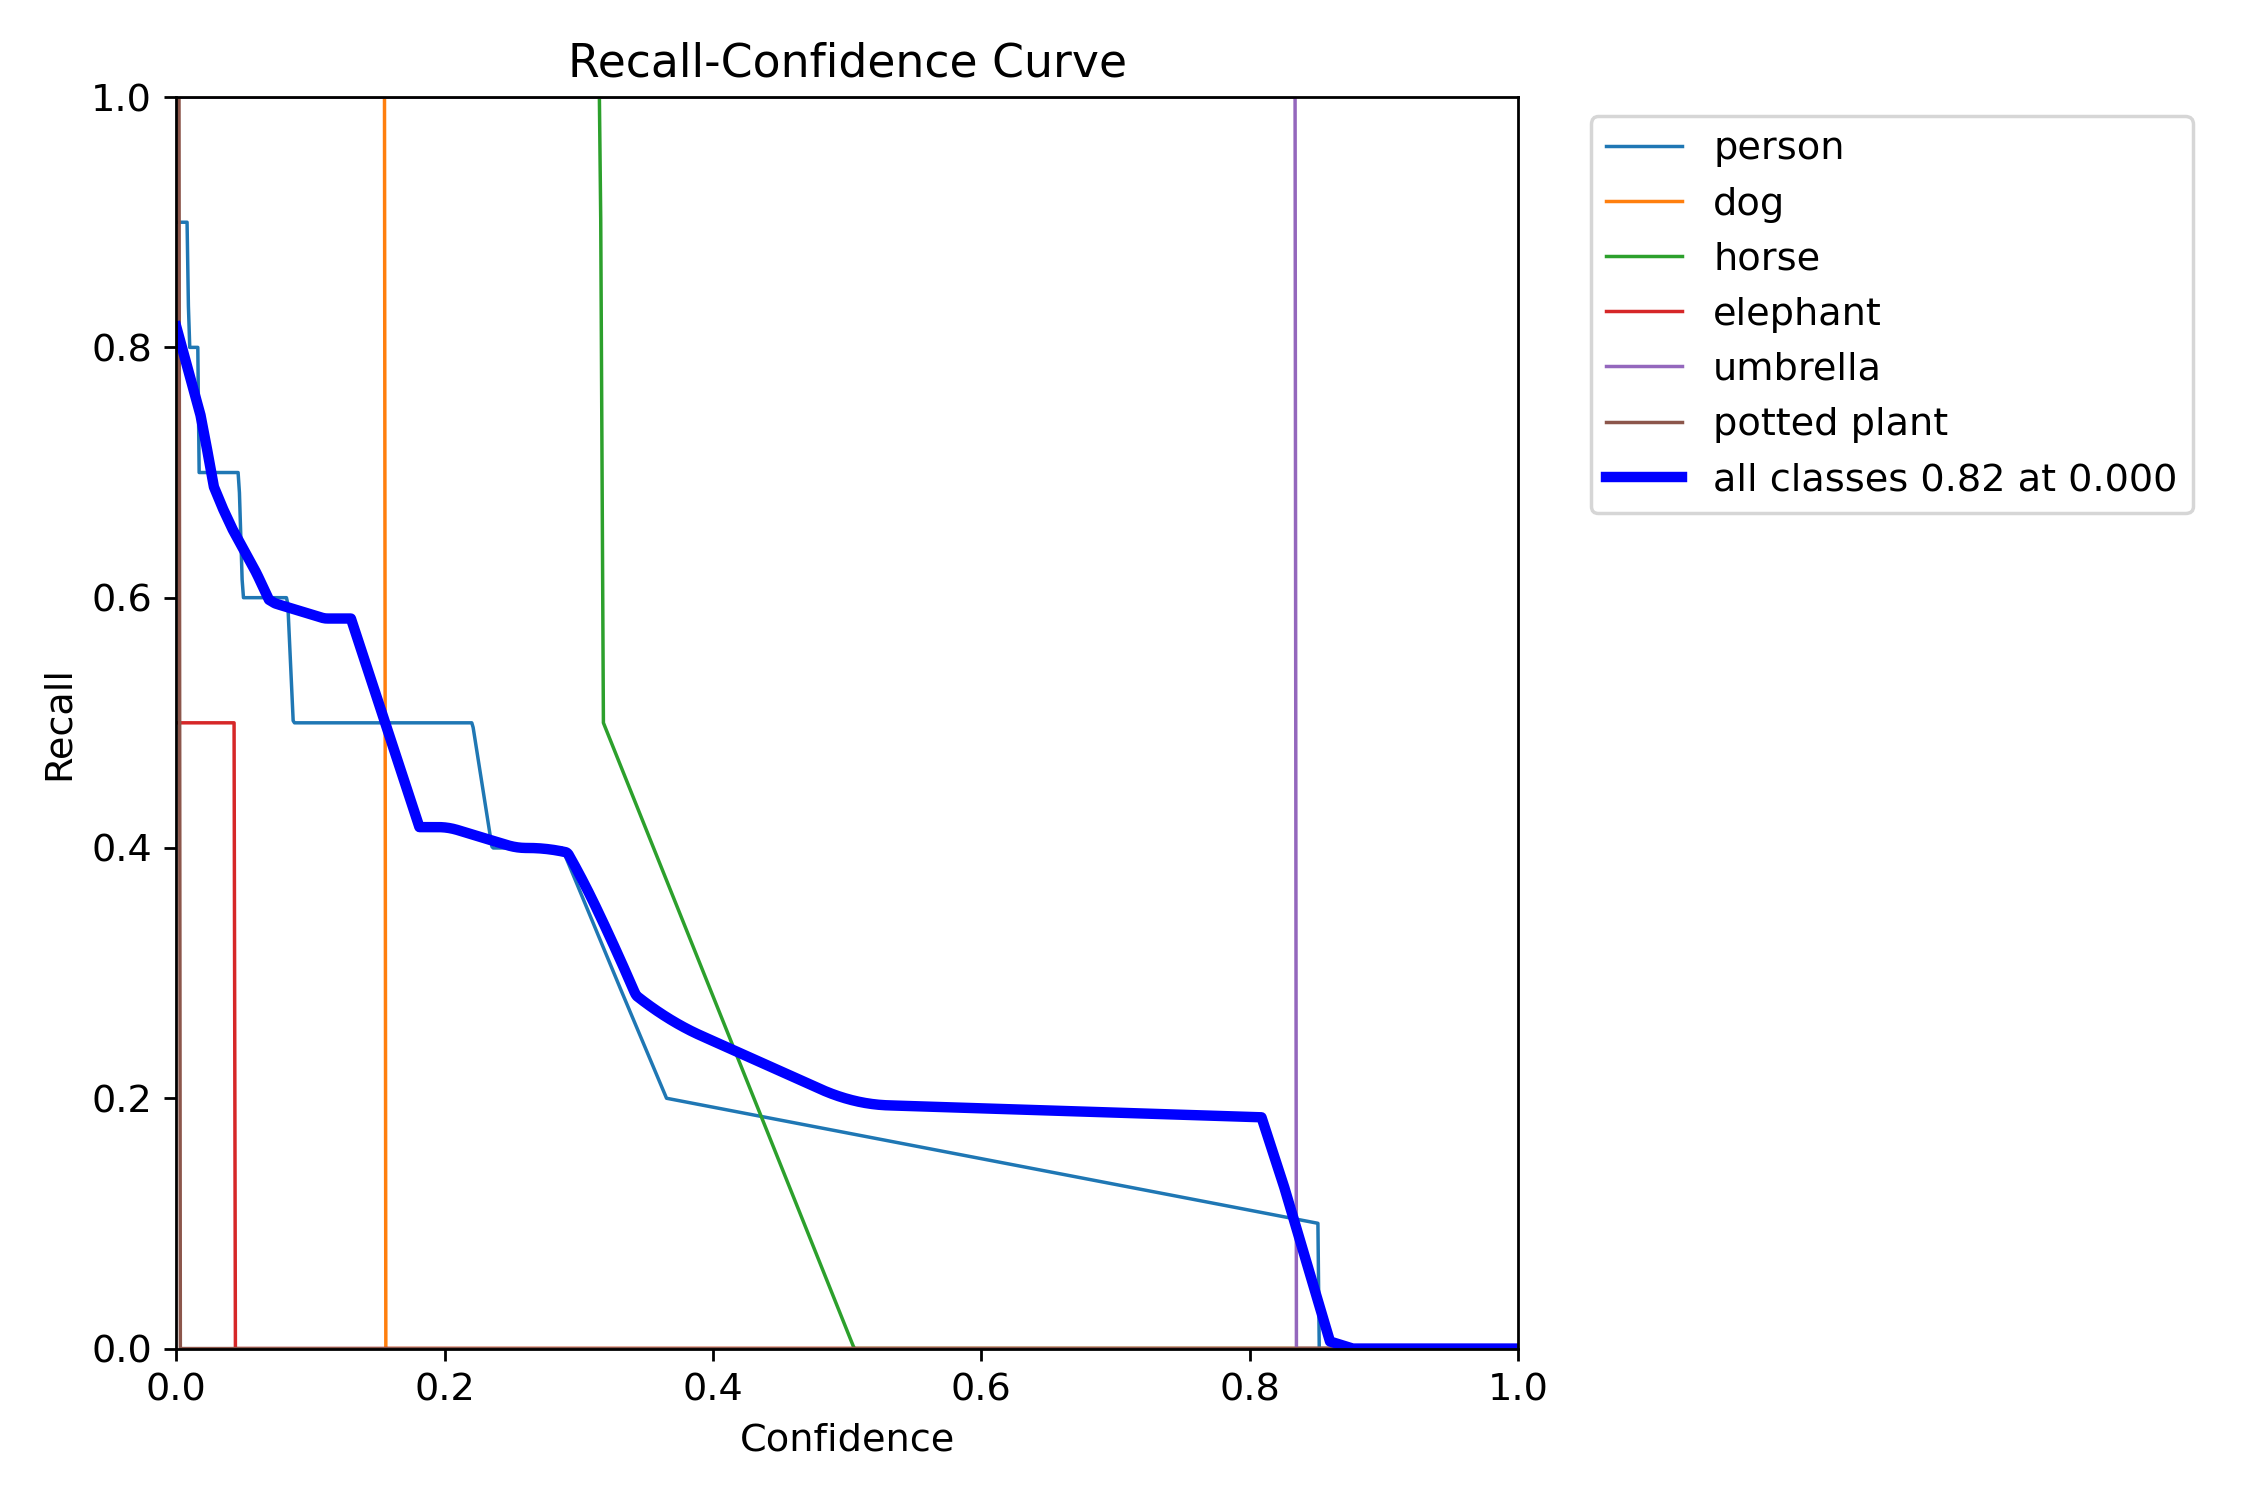 Recall-Confidence Curve
1.0
0.8
0.6
0.4
0.2
0.0
Recall
0.0 0.2 0.4 0.6 0.8 1.0
Confidence
person
dog
horse
elephant
umbrella
potted plant
all classes 0.82 at 0.000